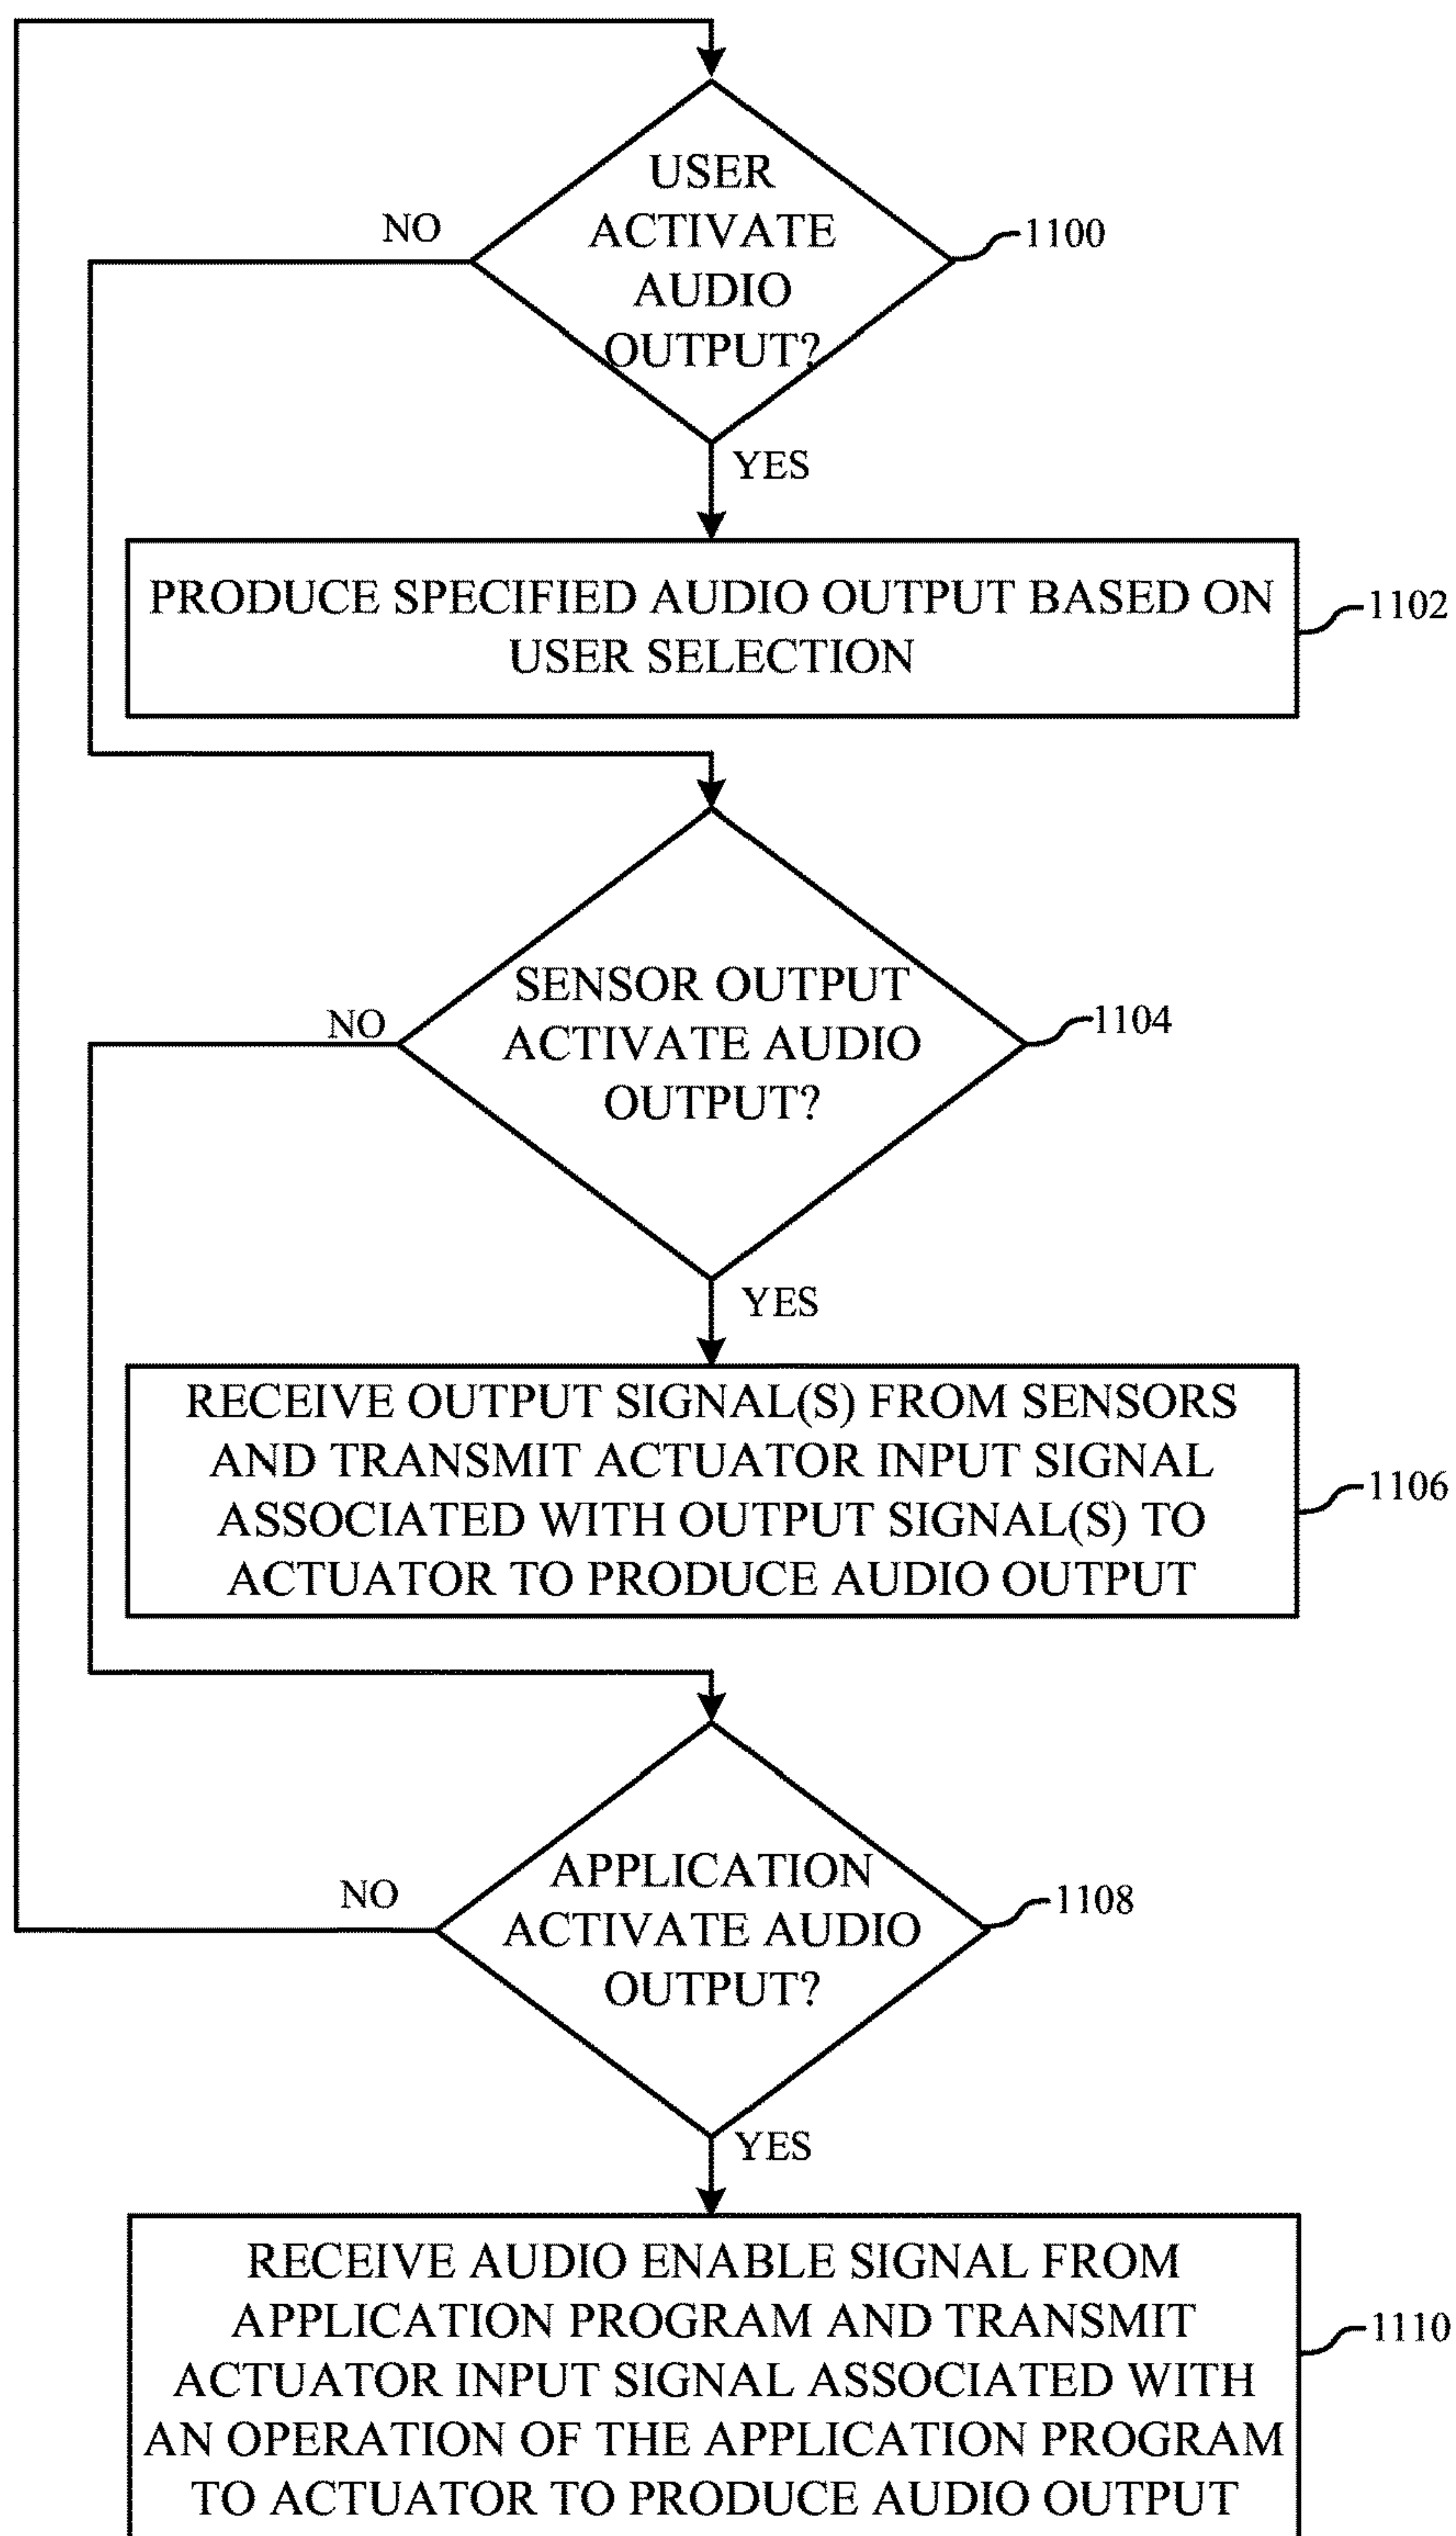 USER
ACTIVATE
AUDIO
OUTPUT?
NO
1100
YES
PRODUCE SPECIFIED AUDIO OUTPUT BASED ON
USER SELECTION
1102
SENSOR OUTPUT
ACTIVATE AUDIO
OUTPUT?
NO
1104
YES
RECEIVE OUTPUT SIGNAL(S) FROM SENSORS
AND TRANSMIT ACTUATOR INPUT SIGNAL
ASSOCIATED WITH OUTPUT SIGNAL(S) TO
ACTUATOR TO PRODUCE AUDIO OUTPUT
1106
APPLICATION
ACTIVATE AUDIO
OUTPUT?
NO
1108
YES
RECEIVE AUDIO ENABLE SIGNAL FROM
APPLICATION PROGRAM AND TRANSMIT
ACTUATOR INPUT SIGNAL ASSOCIATED WITH
AN OPERATION OF THE APPLICATION PROGRAM
TO ACTUATOR TO PRODUCE AUDIO OUTPUT
1110